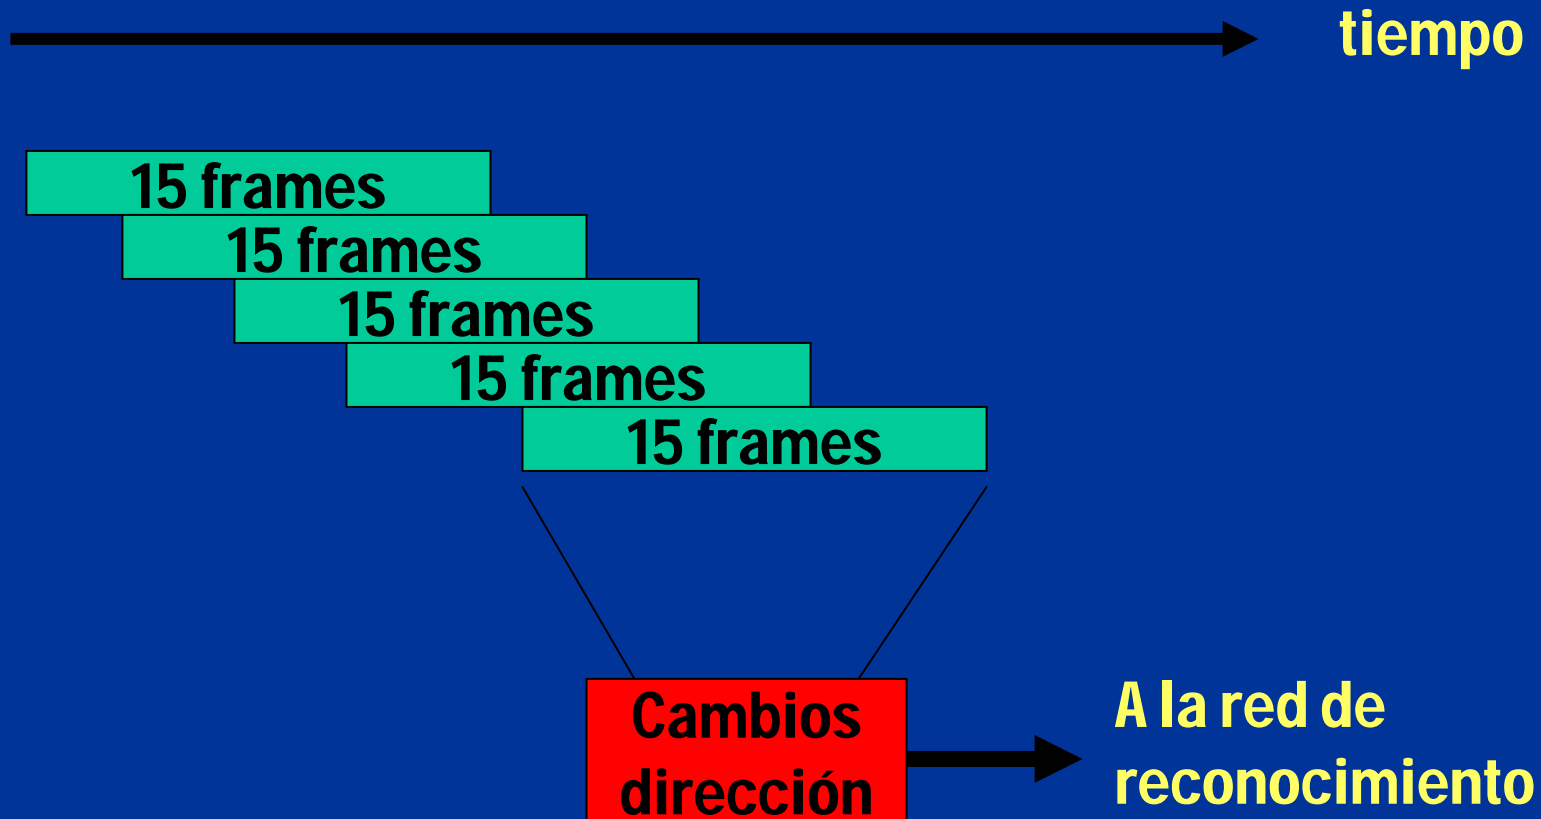 tiempo
15 frames
15 frames
15 frames
15 frames
15 frames
Cambios
dirección
A la red de
reconocimiento